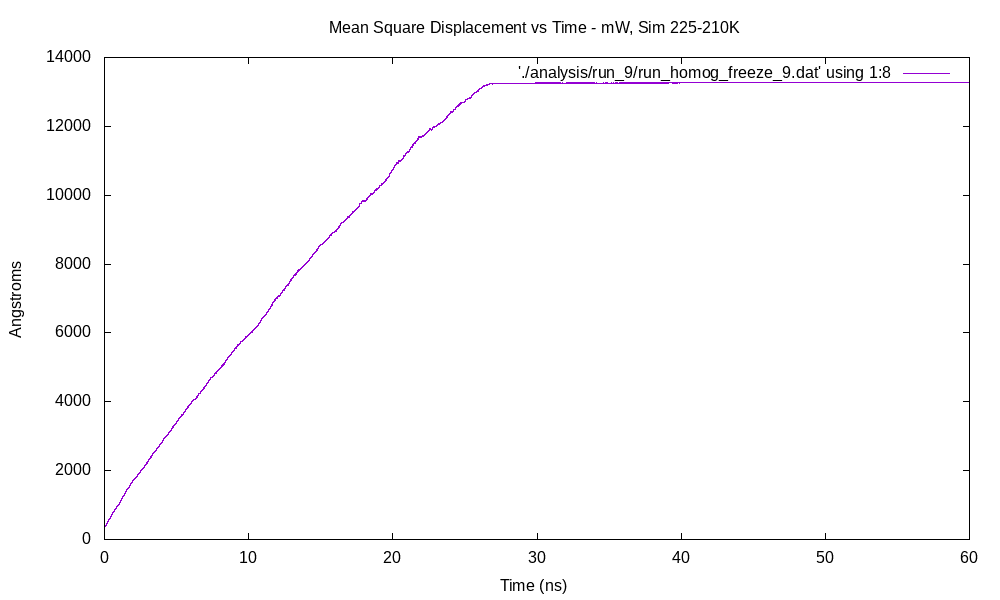 Mean Square Displacement vs Time - mW, Sim 225-210K
'./analysis/run_9/run_homog_freeze_9.dat' using 1:8
14000
12000
10000
8000
6000
4000
2000
0
Angstroms
0 10 20 30 40 50 60
Time (ns)